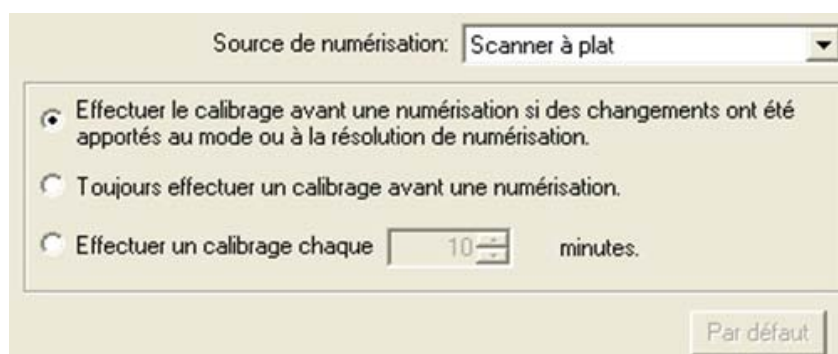 Source de numérisation: Scanner à plat
Effectuer le calibrage avant une numérisation si des changements ont été
apportés au mode ou à la résolution de numérisation.
Toujours effectuer un calibrage avant une numérisation.
Effectuer un calibrage chaque 10 minutes.
Par défaut